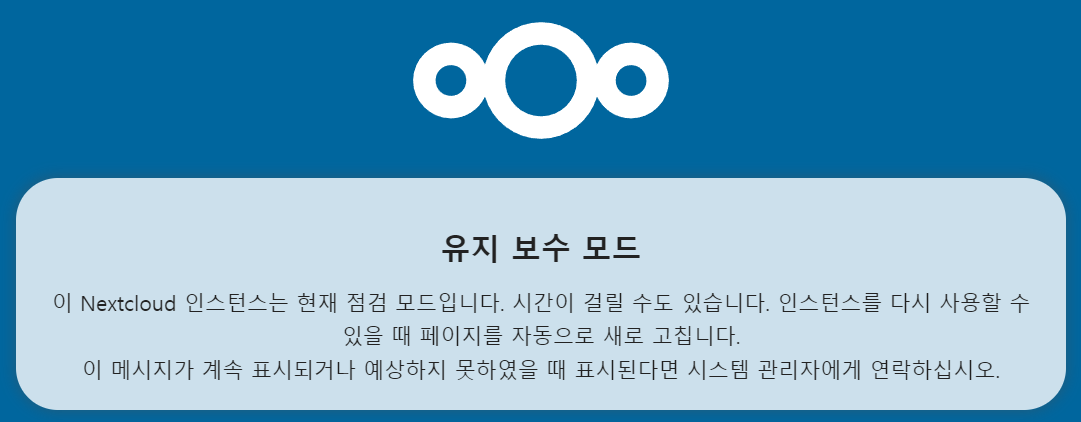 유지 보수 모드
이 Nextcloud 인스턴스는 현재 점검 모드입니다. 시간이 걸릴 수도 있습니다. 인스턴스를 다시 사용할 수
있을 때 페이지를 자동으로 새로 고칩니다.
이 메시지가 계속 표시되거나 예상하지 못하였을 때 표시된다면 시스템 관리자에게 연락하십시오.